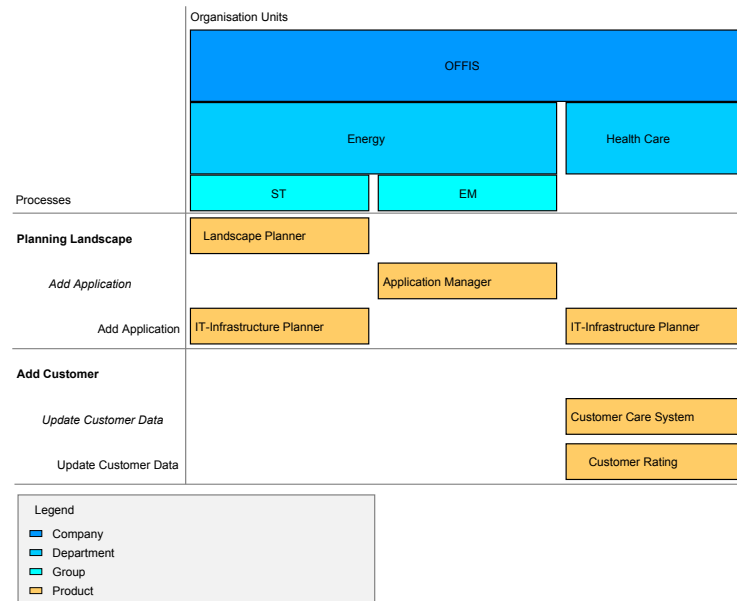 Organisation Units
OFFIS
Energy
Health Care
Processes
ST
EM
Planning Landscape
Landscape Planner
Add Application
Application Manager
Add Application
IT-Infrastructure Planner
IT-Infrastructure Planner
Add Customer
Update Customer Data
Customer Care System
Update Customer Data
Customer Rating
Legend
Company
Department
Group
Product